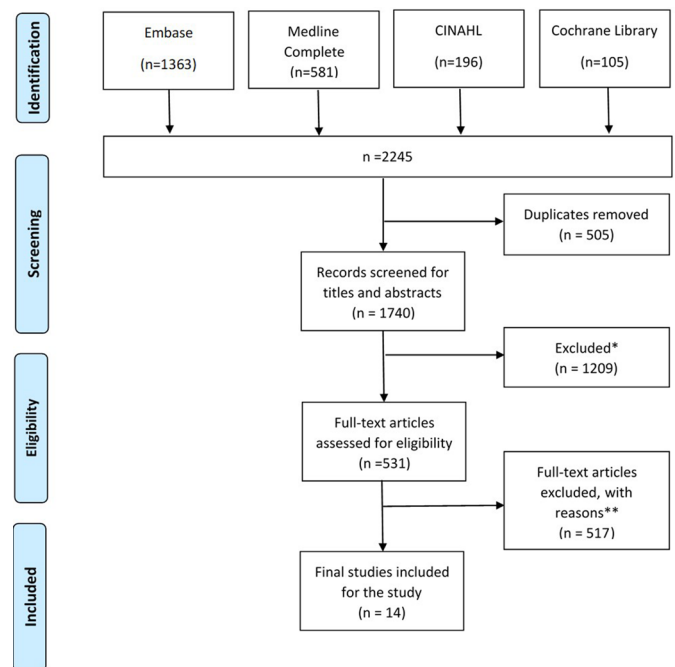 Identification
Embase
(n=1363)
Medline
Complete
(n=581)
CINAHL
(n=196)
Cochrane Library
(n=105)
n =2245
Screening
Duplicates removed
(n = 505)
Records screened for
titles and abstracts
(n = 1740)
Excluded*
(n = 1209)
Eligibility
Full-text articles
assessed for eligibility
(n =531)
Full-text articles
excluded, with
reasons**
(n = 517)
Included
Final studies included
for the study
(n = 14)